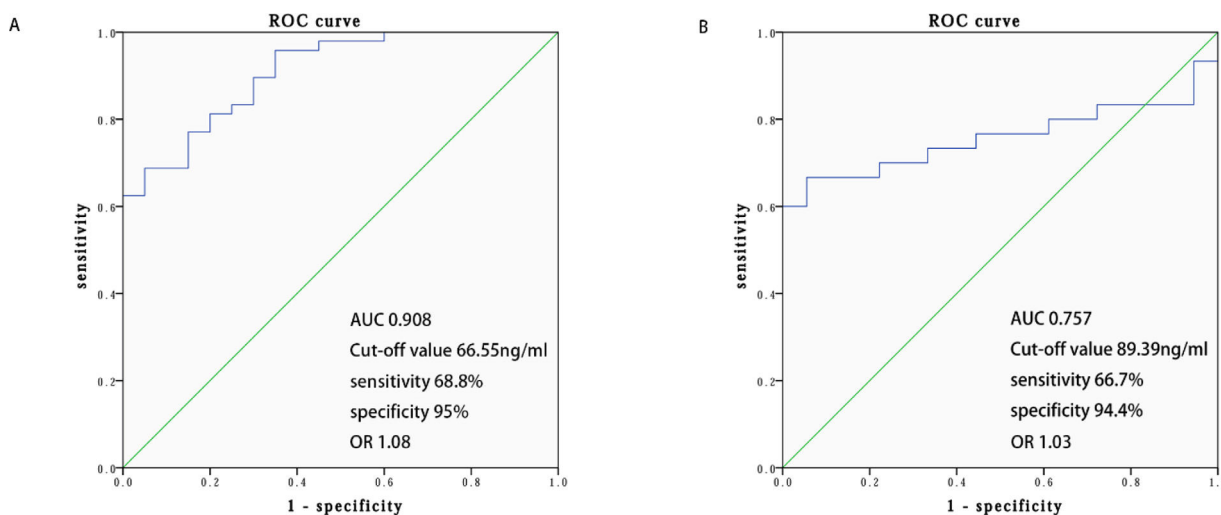 A
ROC curve
1.0
0.8
0.6
0.4
0.2
0.0
sensitivity
0.0
0.2
0.4
0.6
0.8
1.0
1 - specificity
AUC 0.908
Cut-off value 66.55ng/ml
sensitivity 68.8%
specificity 95%
OR 1.08
B
ROC curve
1.0
0.8
0.6
0.4
0.2
0.0
sensitivity
0.0
0.2
0.4
0.6
0.8
1.0
1 - specificity
AUC 0.757
Cut-off value 89.39ng/ml
sensitivity 66.7%
specificity 94.4%
OR 1.03